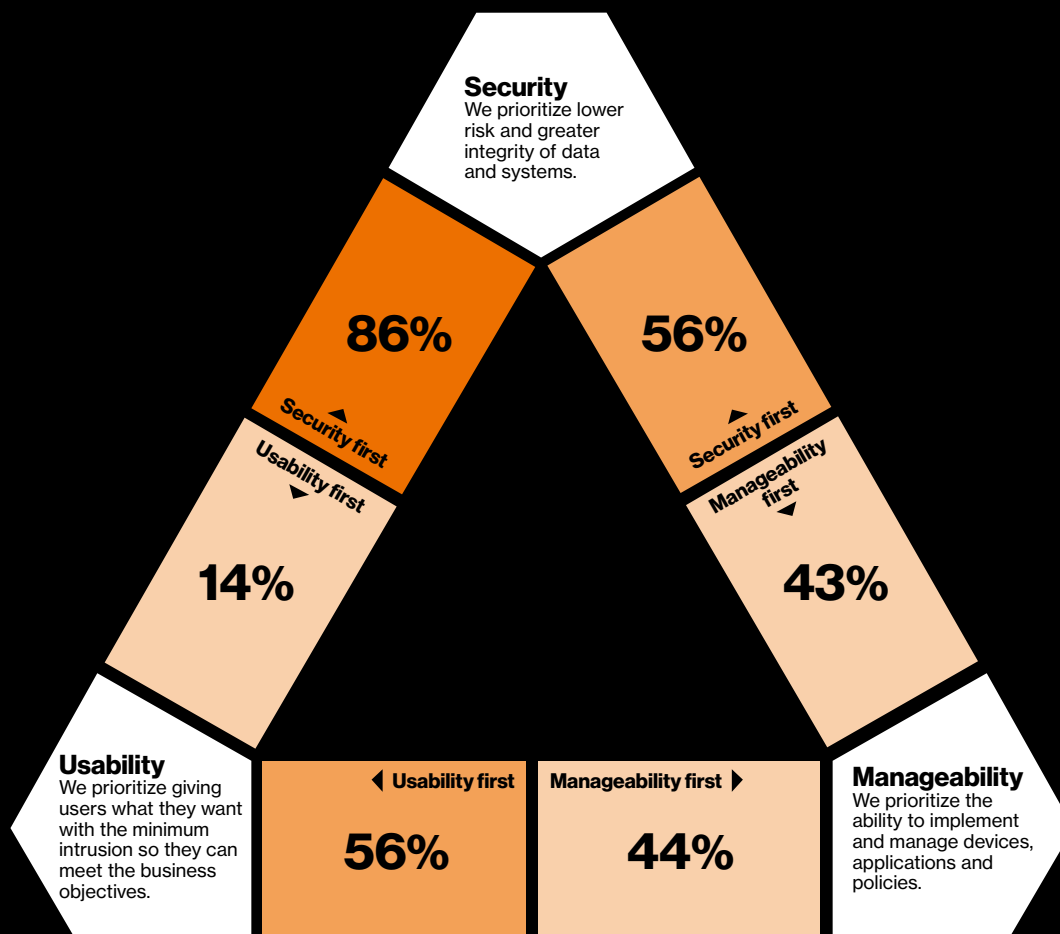 Security
We prioritize lower
risk and greater
integrity of data
and systems.
86%
56%
Security first
Security first
Usability first
Manageability
first
14%
43%
Usability
We prioritize giving
users what they want
with the minimum
intrusion so they can
meet the business
objectives.
Usability first
Manageability first
56%
44%
Manageability
We prioritize the
ability to implement
and manage devices,
applications and
policies.